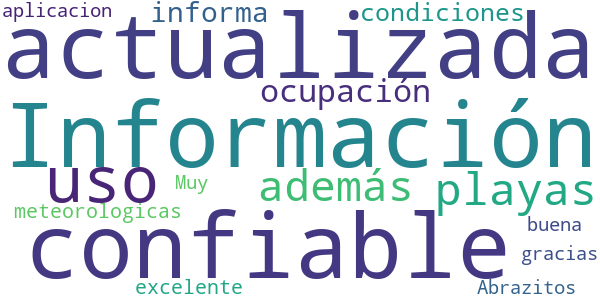 aplicacion informa condiciones
actualizada
ocupación
Información
uso Muy además playas
meteorologicas
confiable buena
gracias
excelente Abrazitos